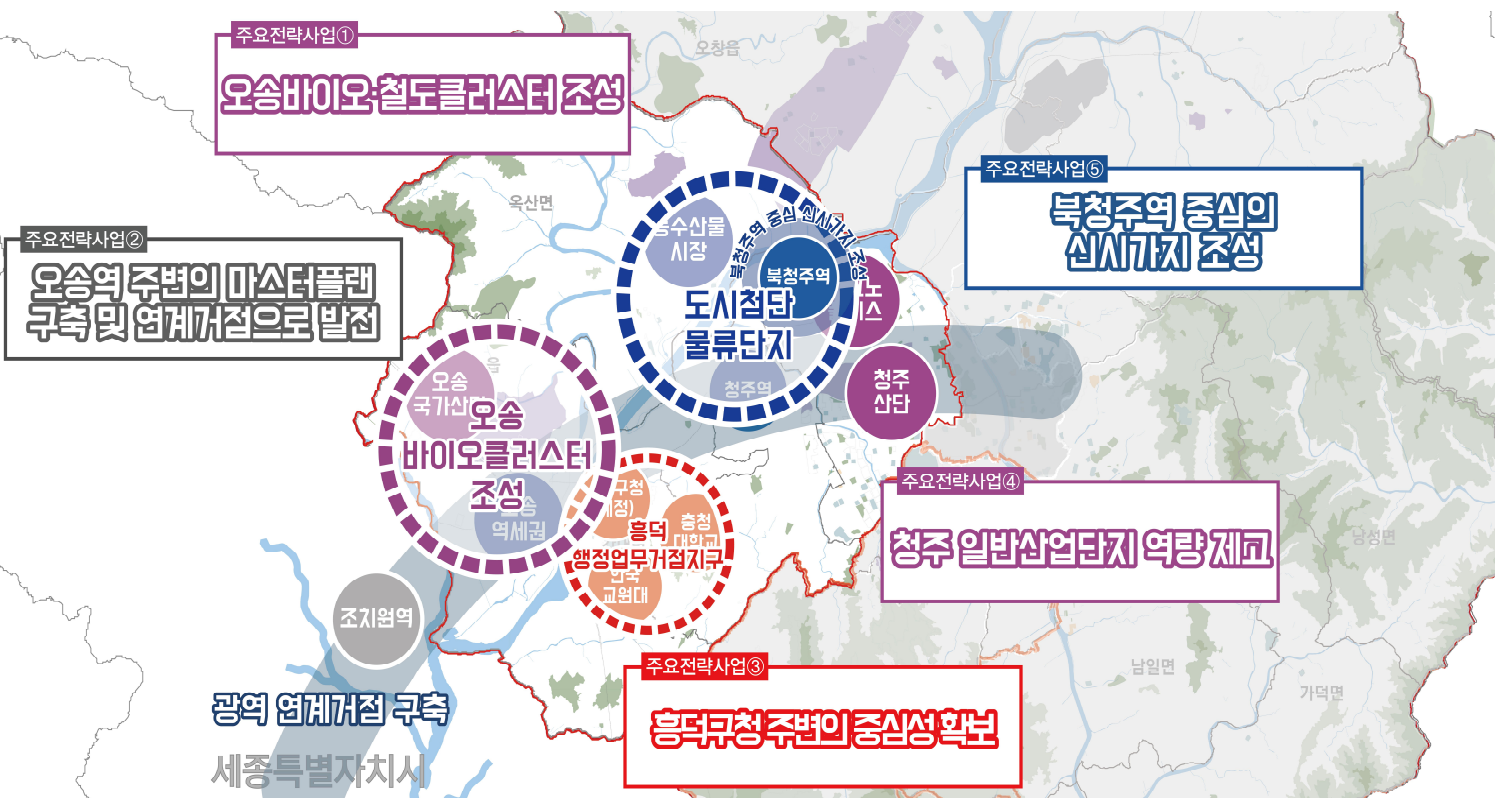 주요전략사업①
오송바이오·철도클러스터 조성
오창읍
주요전략사업⑤
북청주역 중심의
신시가지 조성
옥산면
주요전략사업②
오송역 주변의 마스터플랜
구축 및 연계거점으로 발전
농수산물
시장
북청주역 중심 신시가지 조성
북청주역
도시첨단
물류단지
청주역
청주
산단
읍
오송
국가산단
오송
바이오클러스터
조성
오송
역세권
구청
충청
대학교
흥덕
행정업무거점지구
한국
교원대
주요전략사업④
청주 일반산업단지 역량 제고
낭성면
조치원역
광역 연계거점 구축
세종특별자치시
주요전략사업③
흥덕구청 주변의 중심성 확보
남일면
가덕면